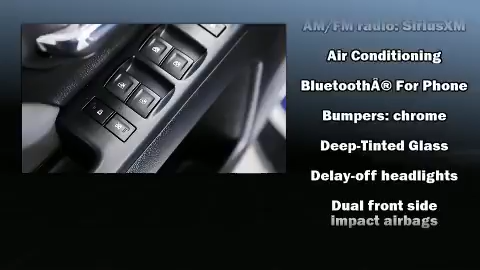 AM/FM radio: SiriusXM
Air Conditioning
BluetoothÂ® For Phone
Bumpers: chrome
Deep-Tinted Glass
Delay-off headlights
Dual front side
impact airbags